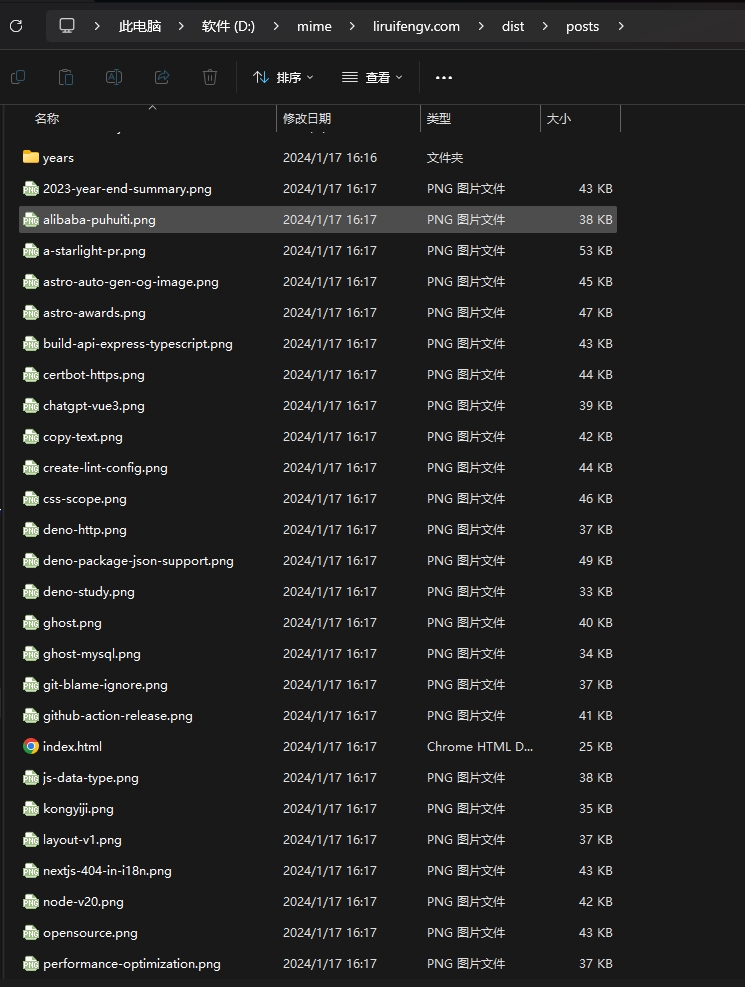 此电脑 > 软件 (D:) > mime > liruifengv.com > dist > posts >
排序 查看 •••
名称 修改日期 类型 大小
years 2024/1/17 16:16 文件夹
2023-year-end-summary.png 2024/1/17 16:17 PNG 图片文件 43 KB
alibaba-puhuiti.png 2024/1/17 16:17 PNG 图片文件 38 KB
a-starlight-pr.png 2024/1/17 16:17 PNG 图片文件 53 KB
astro-auto-gen-og-image.png 2024/1/17 16:17 PNG 图片文件 45 KB
astro-awards.png 2024/1/17 16:17 PNG 图片文件 47 KB
build-api-express-typescript.png 2024/1/17 16:17 PNG 图片文件 43 KB
certbot-https.png 2024/1/17 16:17 PNG 图片文件 44 KB
chatgpt-vue3.png 2024/1/17 16:17 PNG 图片文件 39 KB
copy-text.png 2024/1/17 16:17 PNG 图片文件 42 KB
create-lint-config.png 2024/1/17 16:17 PNG 图片文件 44 KB
css-scope.png 2024/1/17 16:17 PNG 图片文件 46 KB
deno-http.png 2024/1/17 16:17 PNG 图片文件 37 KB
deno-package-json-support.png 2024/1/17 16:17 PNG 图片文件 49 KB
deno-study.png 2024/1/17 16:17 PNG 图片文件 33 KB
ghost.png 2024/1/17 16:17 PNG 图片文件 40 KB
ghost-mysql.png 2024/1/17 16:17 PNG 图片文件 34 KB
git-blame-ignore.png 2024/1/17 16:17 PNG 图片文件 37 KB
github-action-release.png 2024/1/17 16:17 PNG 图片文件 41 KB
index.html 2024/1/17 16:17 Chrome HTML D... 25 KB
js-data-type.png 2024/1/17 16:17 PNG 图片文件 38 KB
kongyiji.png 2024/1/17 16:17 PNG 图片文件 35 KB
layout-v1.png 2024/1/17 16:17 PNG 图片文件 37 KB
nextjs-404-in-i18n.png 2024/1/17 16:17 PNG 图片文件 43 KB
node-v20.png 2024/1/17 16:17 PNG 图片文件 42 KB
opensource.png 2024/1/17 16:17 PNG 图片文件 43 KB
performance-optimization.png 2024/1/17 16:17 PNG 图片文件 37 KB